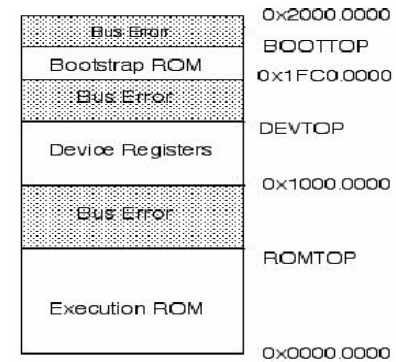 0x2000.0000
Bus Error
BOOTTOP
Bootstrap ROM
0x1FC0.0000
Bus Error
DEVTOP
Device Registers
0x1000.0000
Bus Error
ROMTOP
Execution ROM
0x0000.0000